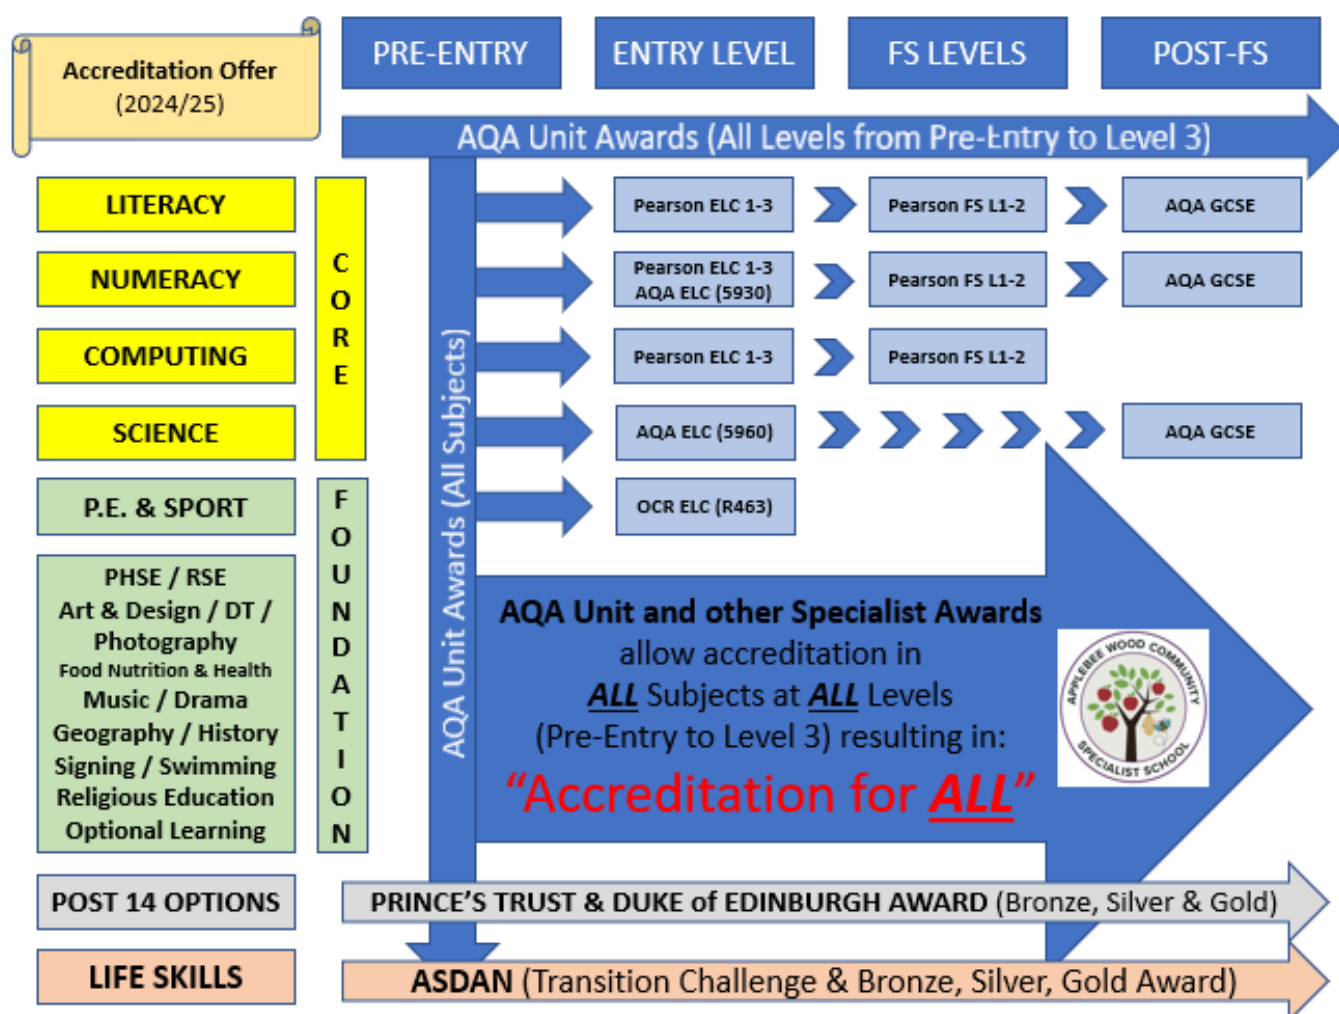 Accreditation Offer
(2024/25)
PRE-ENTRY
ENTRY LEVEL
FS LEVELS
POST-FS
AQA Unit Awards (All Levels from Pre-Entry to Level 3)
AQA Unit Awards (All Subjects)
CORE
LITERACY
Pearson ELC 1-3
Pearson FS L1-2
AQA GCSE
NUMERACY
Pearson ELC 1-3
AQA ELC (5930)
Pearson FS L1-2
AQA GCSE
COMPUTING
Pearson ELC 1-3
Pearson FS L1-2
SCIENCE
AQA ELC (5960)
AQA GCSE
FOUNDATION
P.E. & SPORT
OCR ELC (R463)
PHSE / RSE
Art & Design / DT /
Photography
Food Nutrition & Health
Music / Drama
Geography / History
Signing / Swimming
Religious Education
Optional Learning
AQA Unit and other Specialist Awards
allow accreditation in
ALL Subjects at ALL Levels
(Pre-Entry to Level 3) resulting in:
“Accreditation for ALL”
APPLEBEE WOOD COMMUNITY
SPECIALIST SCHOOL
POST 14 OPTIONS
PRINCE’S TRUST & DUKE of EDINBURGH AWARD (Bronze, Silver & Gold)
LIFE SKILLS
ASDAN (Transition Challenge & Bronze, Silver, Gold Award)